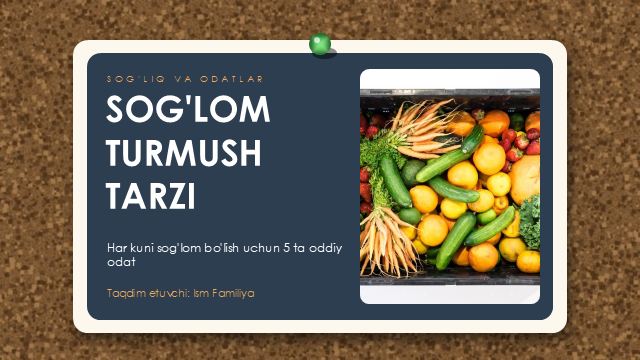 SOG'LIQ VA ODATLAR
SOG'LOM
TURMUSH
TARZI
Har kuni sog'lom bo'lish uchun 5 ta oddiy
odat
Taqdim etuvchi: Ism Familiya